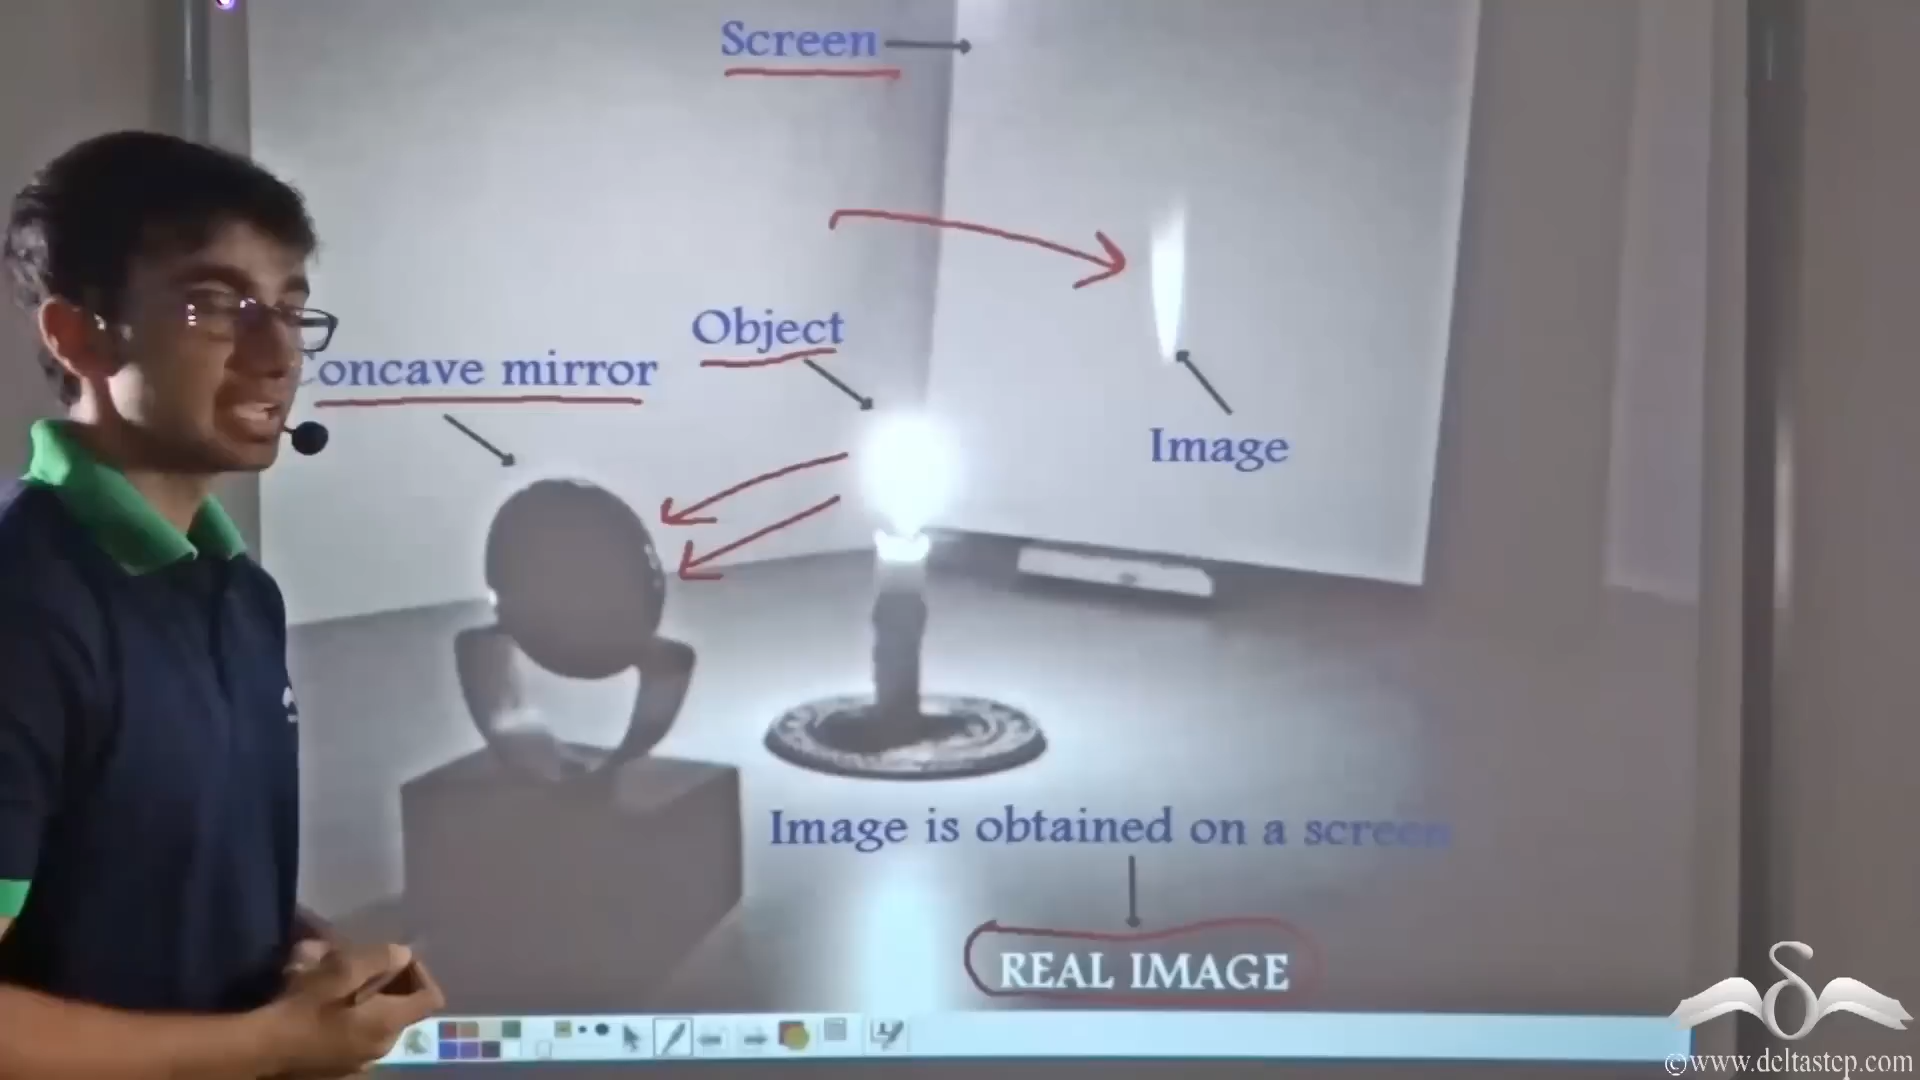 Screen
Object
Concave mirror
Image
Image is obtained on a screen
REAL IMAGE
©www.deltastep.com